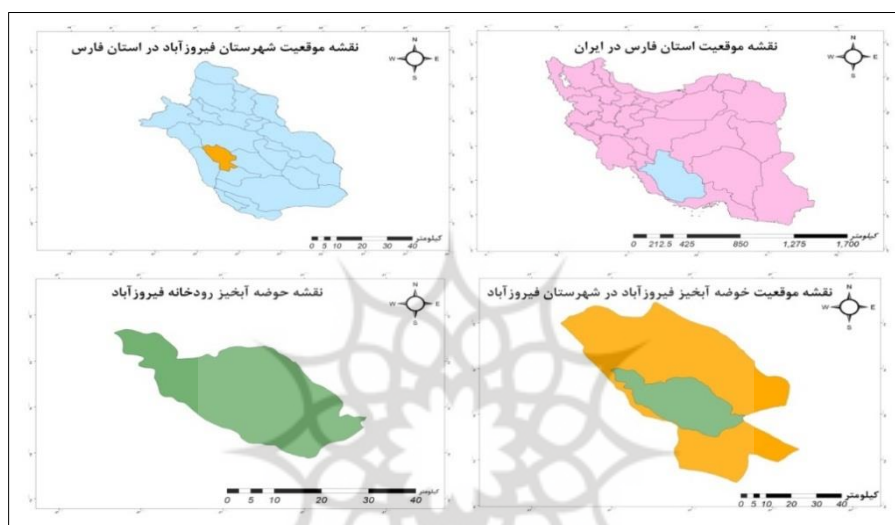 نقشه موقعیت استان فارس در ایران
N
W E
S
کیلومتر
0 212.5 425 850 1,275 1,700
نقشه موقعیت شهرستان فیروزآباد در استان فارس
N
W E
S
کیلومتر
0 5 10 20 30 40
نقشه موقعیت حوضه آبخیز فیروزآباد در شهرستان فیروزآباد
N
W E
S
کیلومتر
0 5 10 20 30 40
نقشه حوضه آبخیز رودخانه فیروزآباد
N
W E
S
کیلومتر
0 5 10 20 30 40